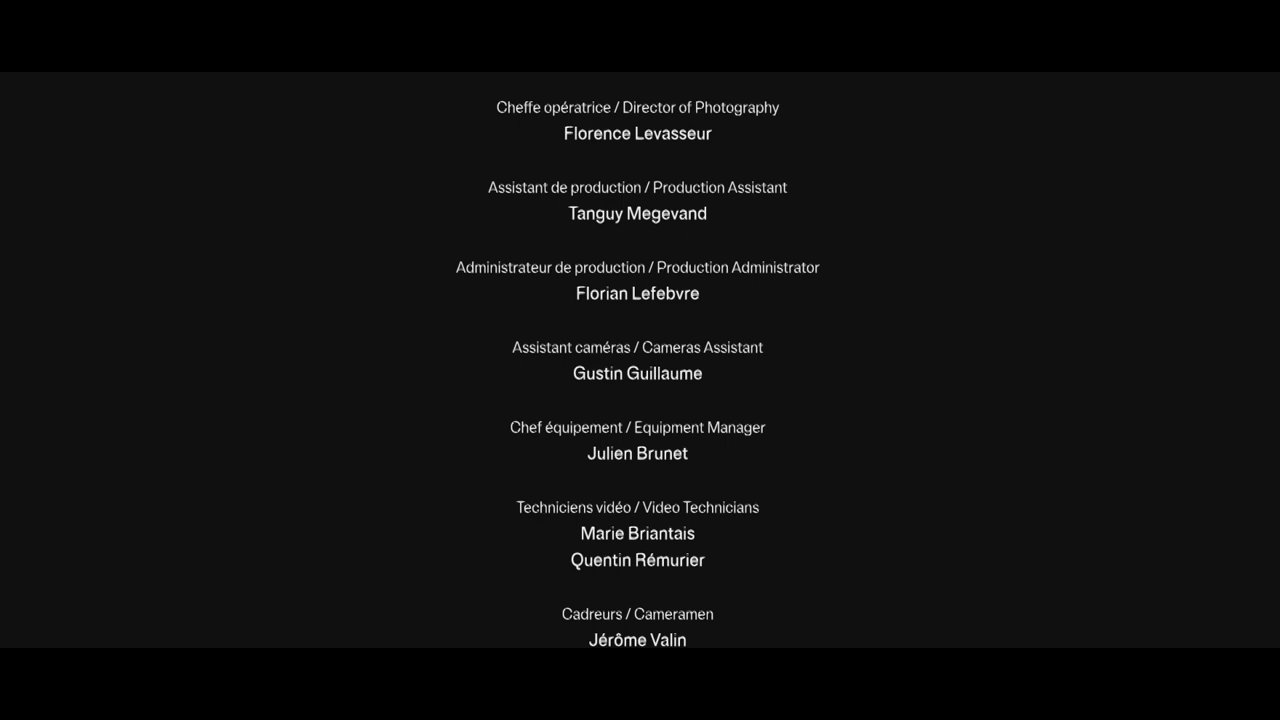 Cheffe opératrice / Director of Photography
Florence Levasseur
Assistant de production / Production Assistant
Tanguy Megevand
Administrateur de production / Production Administrator
Florian Lefebvre
Assistant caméras / Cameras Assistant
Gustin Guillaume
Chef équipement / Equipment Manager
Julien Brunet
Techniciens vidéo / Video Technicians
Marie Briantais
Quentin Rémurier
Cadreurs / Cameramen
Jérôme Valin